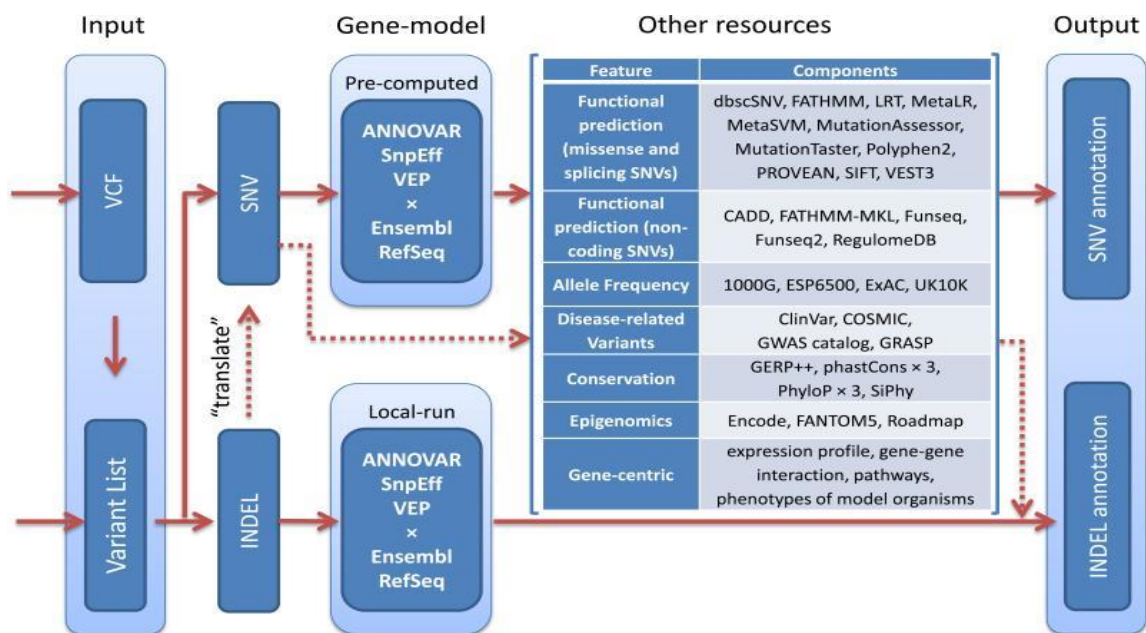 Input
Gene-model
Other resources
Output
VCF
Variant List
SNV
"translate"
INDEL
Pre-computed
ANNOVAR
SnpEff
VEP
×
Ensembl
RefSeq
Local-run
ANNOVAR
SnpEff
VEP
×
Ensembl
RefSeq
Feature
Components
Functional
prediction
(missense and
splicing SNVs)
dbscSNV, FATHMM, LRT, MetaLR,
MetaSVM, MutationAssessor,
MutationTaster, Polyphen2,
PROVEAN, SIFT, VEST3
Functional
prediction (non-
coding SNVs)
CADD, FATHMM-MKL, Funseq,
Funseq2, RegulomeDB
Allele Frequency
1000G, ESP6500, ExAC, UK10K
Disease-related
Variants
ClinVar, COSMIC,
GWAS catalog, GRASP
Conservation
GERP++, phastCons × 3,
PhyloP × 3, SiPhy
Epigenomics
Encode, FANTOM5, Roadmap
Gene-centric
expression profile, gene-gene
interaction, pathways,
phenotypes of model organisms
SNV annotation
INDEL annotation